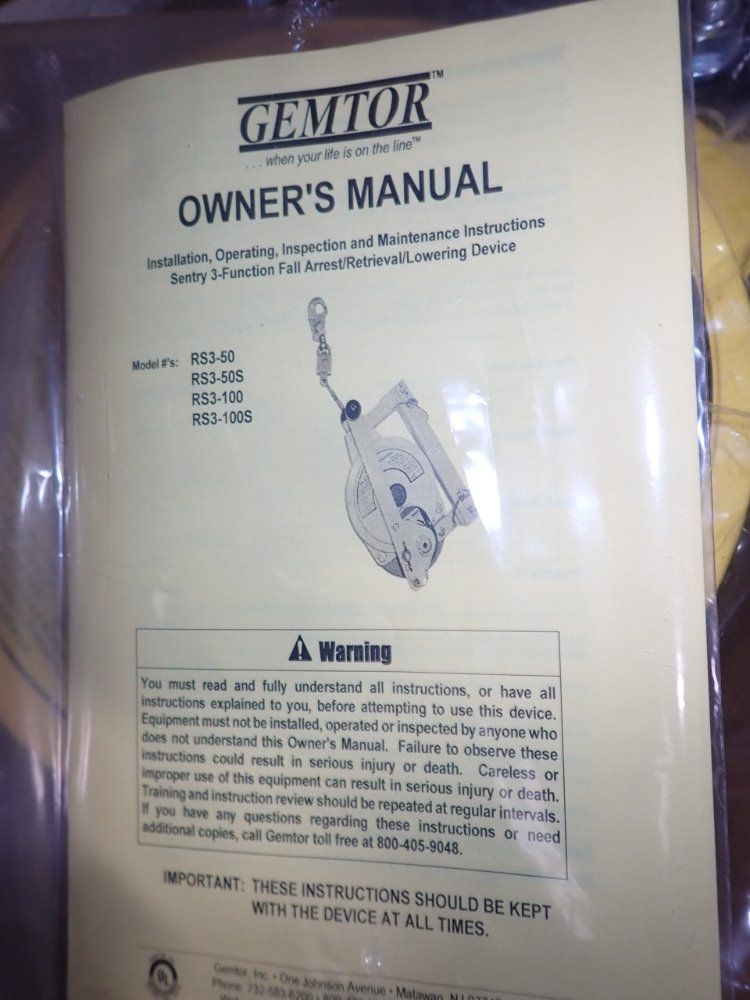 GEMTOR™
. . . when your life is on the line™
OWNER'S MANUAL
Installation, Operating, Inspection and Maintenance Instructions
Sentry 3-Function Fall Arrest/Retrieval/Lowering Device
Model #'s: RS3-50
RS3-50S
RS3-100
RS3-100S
Warning
You must read and fully understand all instructions, or have all
instructions explained to you, before attempting to use this device.
Equipment must not be installed, operated or inspected by anyone who
does not understand this Owner's Manual. Failure to observe these
instructions could result in serious injury or death. Careless or
improper use of this equipment can result in serious injury or death.
Training and instruction review should be repeated at regular intervals.
If you have any questions regarding these instructions or need
additional copies, call Gemtor toll free at 800-405-9048.
IMPORTANT: THESE INSTRUCTIONS SHOULD BE KEPT
WITH THE DEVICE AT ALL TIMES.
UL
Gemtor, Inc. • One Johnson Avenue • Matawan, NJ
Phone 732-583-6200